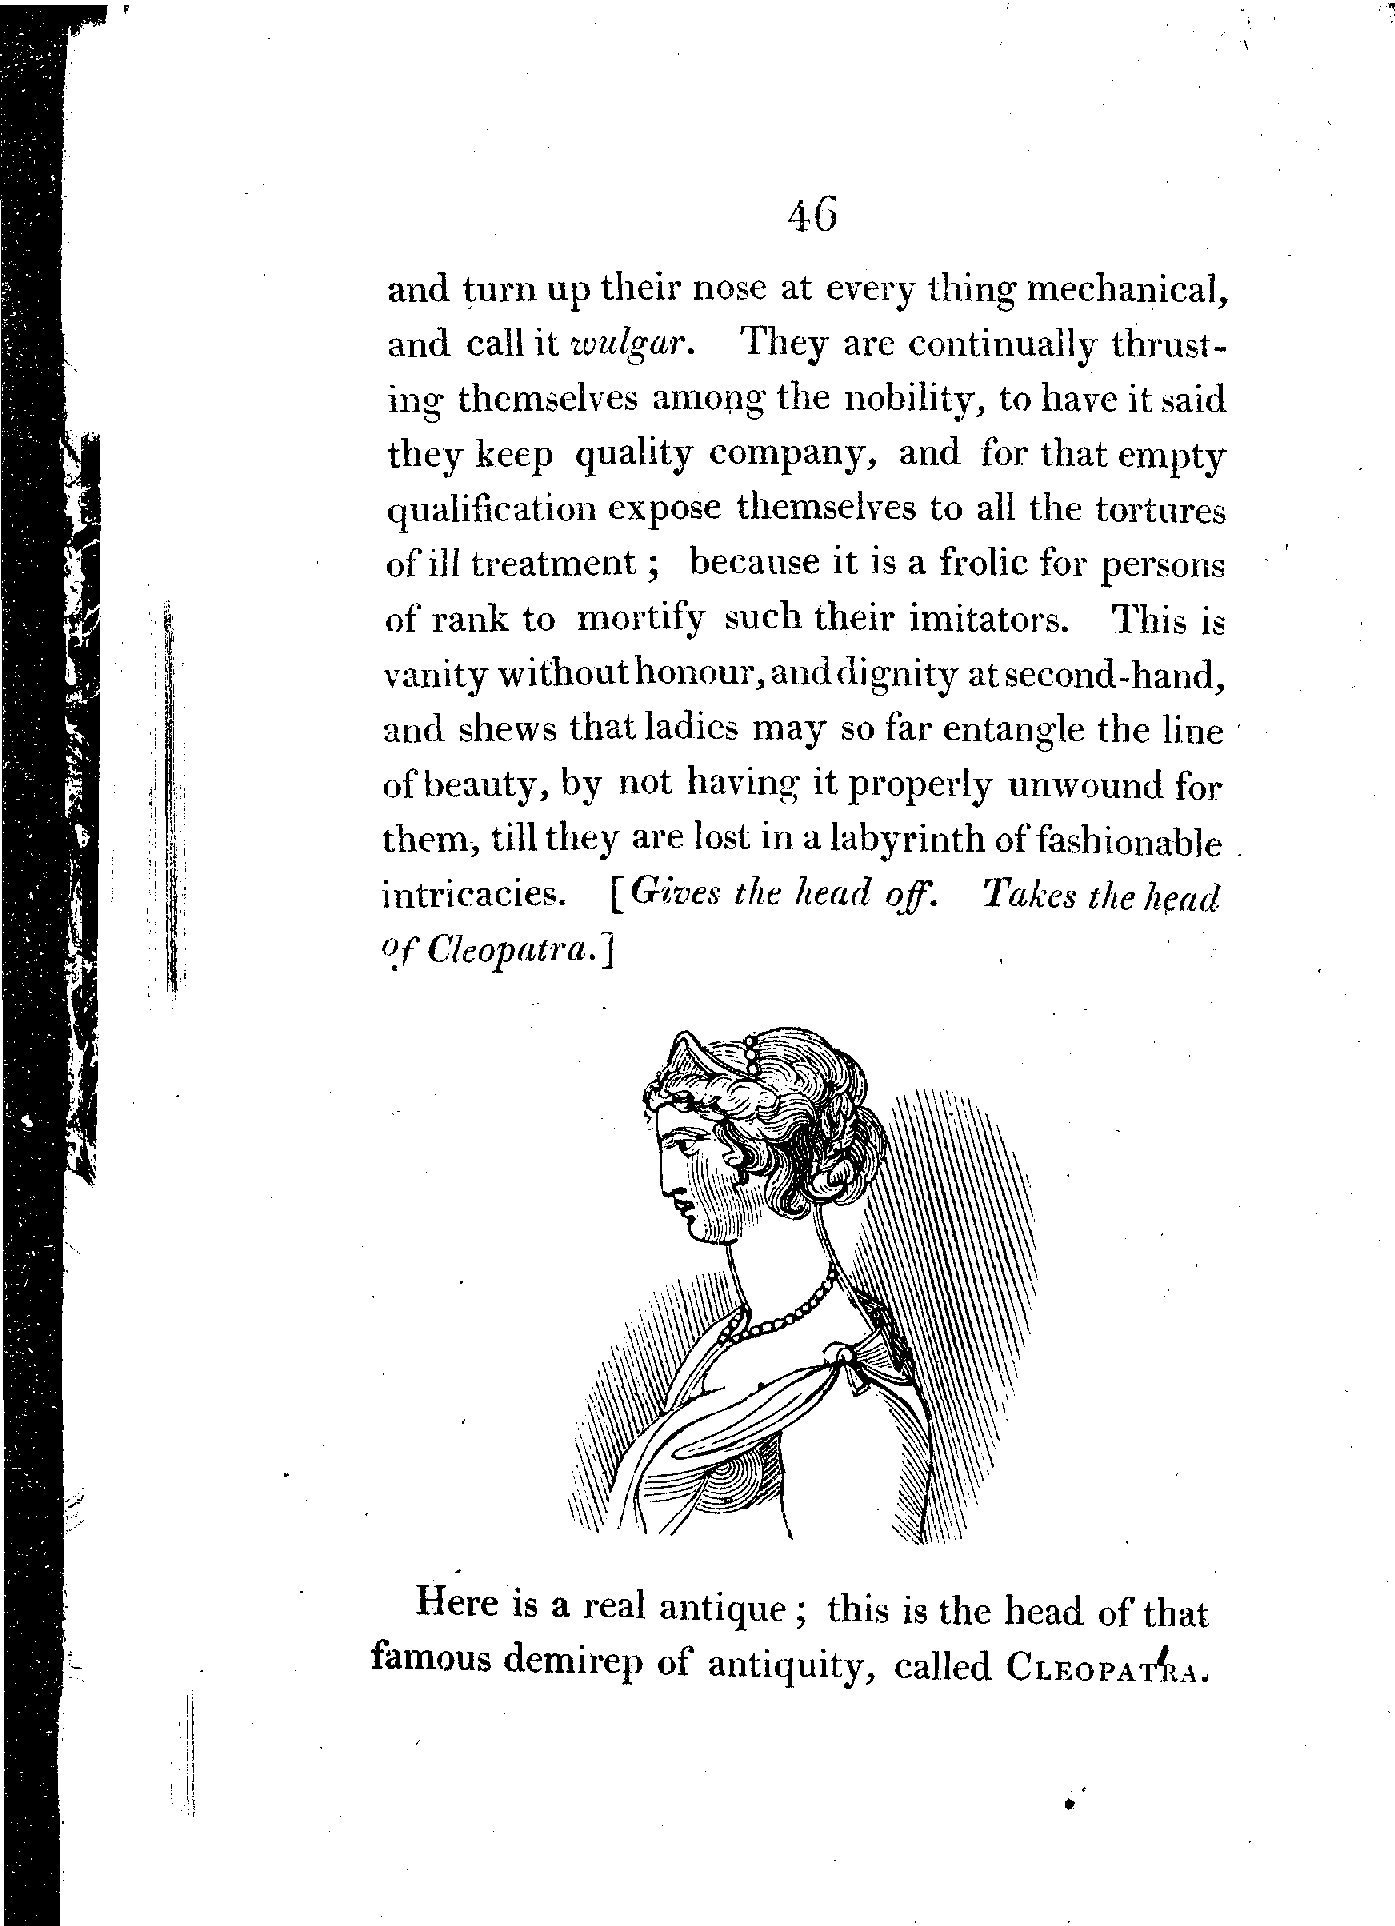 46
and turn up their nose at every thing mechanical,
and call it wulgar. They are continually thrust-
ing themselves among the nobility, to have it said
they keep quality company, and for that empty
qualification expose themselves to all the tortures
of ill treatment; because it is a frolic for persons
of rank to mortify such their imitators. This is
vanity without honour, and dignity at second-hand,
and shews that ladies may so far entangle the line
of beauty, by not having it properly unwound for
them, till they are lost in a labyrinth of fashionable
intricacies. [Gives the head off. Takes the head
of Cleopatra.]
Here is a real antique; this is the head of that
famous demirep of antiquity, called CLEOPATRA.